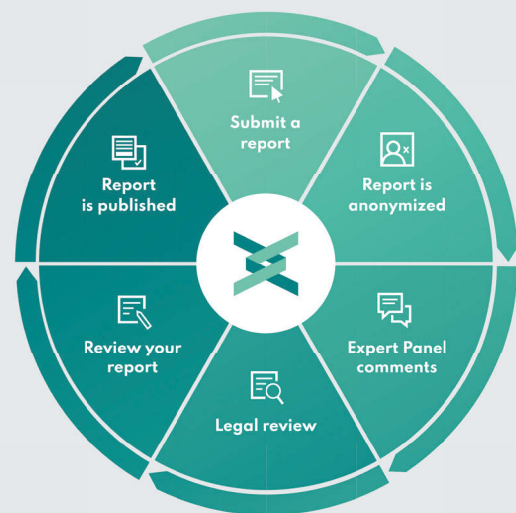 Submit a
report
Report is
anonymized
Expert Panel
comments
Legal review
Review your
report
Report
is published